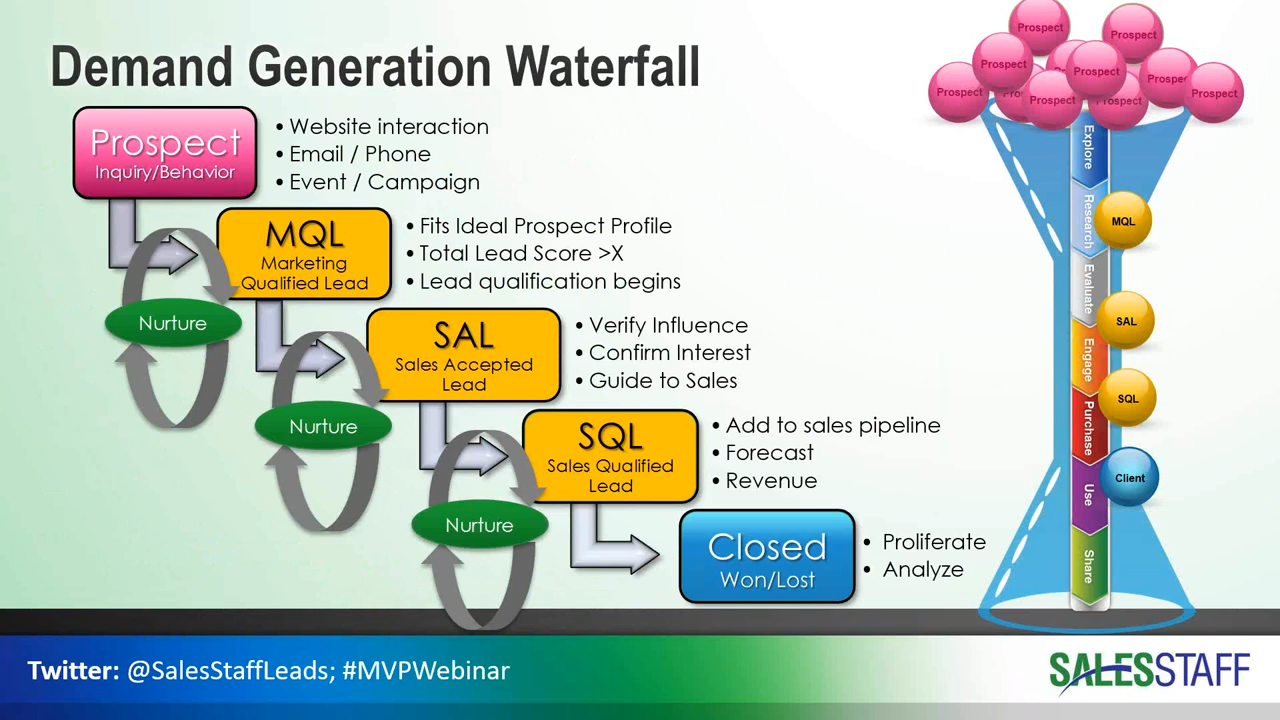 Demand Generation Waterfall
Prospect
Inquiry/Behavior
• Website interaction
• Email / Phone
• Event / Campaign
MQL
Marketing
Qualified Lead
• Fits Ideal Prospect Profile
• Total Lead Score >X
• Lead qualification begins
Nurture
SAL
Sales Accepted
Lead
• Verify Influence
• Confirm Interest
• Guide to Sales
Nurture
SQL
Sales Qualified
Lead
• Add to sales pipeline
• Forecast
• Revenue
Nurture
Closed
Won/Lost
• Proliferate
• Analyze
Prospect
Prospect
Prospect
Prospect
Prospect
Prospect
Prospect
Prospect
Prospect
Explore
Research
Evaluate
Engage
Purchase
Use
Share
MQL
SAL
SQL
Client
Twitter: @SalesStaffLeads; #MVPWebinar
SALESSTAFF